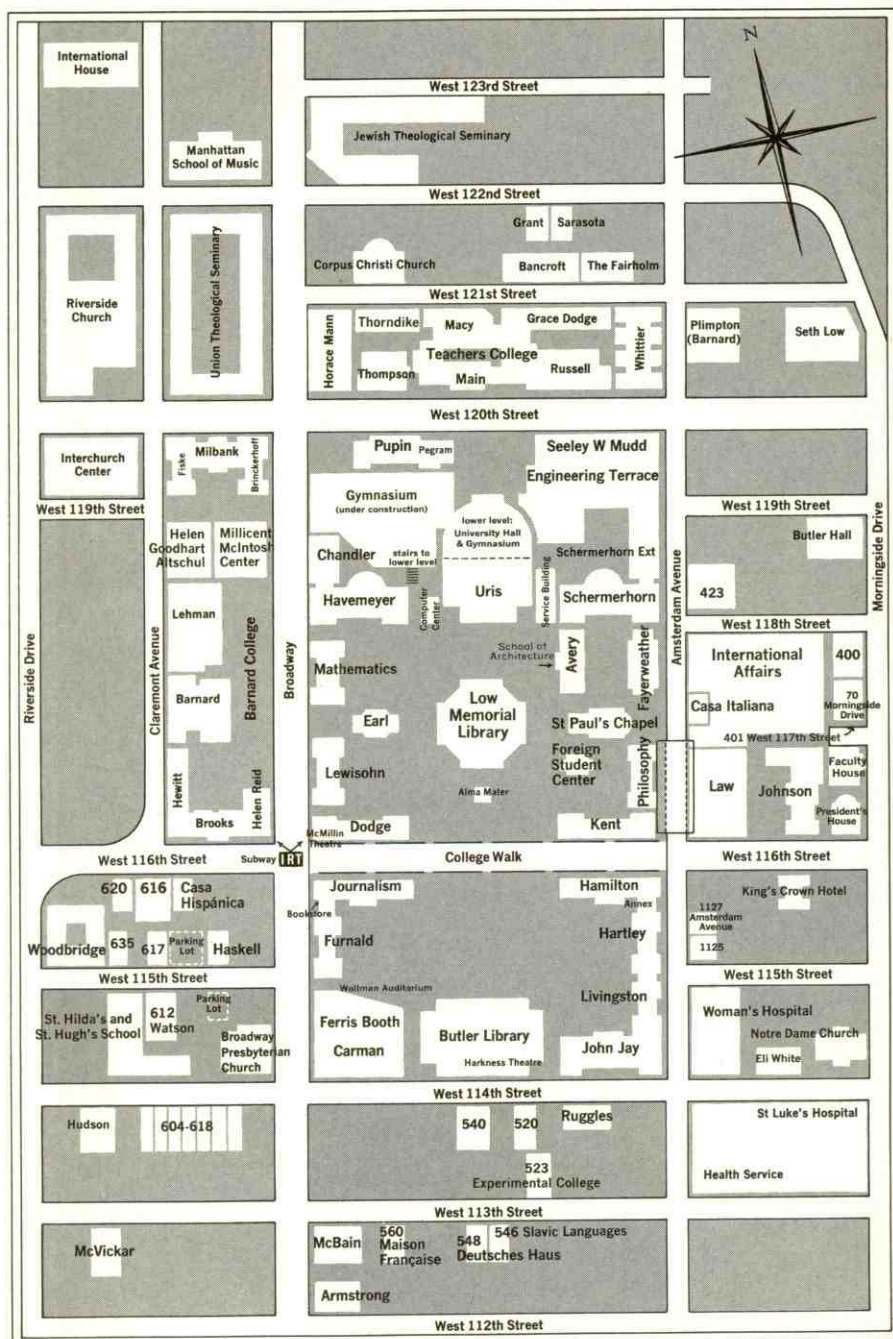 N
International
House
West 123rd Street
Jewish Theological Seminary
Manhattan
School of Music
West 122nd Street
Grant
Sarasota
Corpus Christi Church
Bancroft
The Fairholm
Riverside
Church
Union Theological Seminary
West 121st Street
Horace Mann
Thorndike
Macy
Grace Dodge
Whittier
Teachers College
Thompson
Main
Russell
Plimpton
(Barnard)
Seth Low
West 120th Street
Interchurch
Center
Fiske
Milbank
Brinckerhoff
Pupin
Pegram
Seeley W Mudd
Engineering Terrace
Gymnasium
(under construction)
lower level:
University Hall
& Gymnasium
West 119th Street
West 119th Street
Helen
Goodhart
Altschul
Millicent
McIntosh
Center
Chandler
stairs to
lower level
Schermerhorn Ext
Butler Hall
Morningside Drive
Havemeyer
Computer
Center
Uris
Service Building
Schermerhorn
423
Lehman
Amsterdam Avenue
West 118th Street
Riverside Drive
Claremont Avenue
Barnard College
Broadway
Mathematics
School of
Architecture
Avery
Fayerweather
International
Affairs
400
Barnard
Earl
Low
Memorial
Library
St Paul's Chapel
Casa Italiana
70
Morningside
Drive
401 West 117th Street
Hewitt
Lewisohn
Foreign
Student
Center
Philosophy
Law
Johnson
Faculty
House
Alma Mater
President's
House
Brooks
Helen Reid
McMillin
Theatre
Dodge
Kent
West 116th Street
Subway
IRT
College Walk
West 116th Street
620
616
Casa
Hispánica
Journalism
Bookstore
Hamilton
Annex
King's Crown Hotel
1127
Amsterdam
Avenue
1125
Woodbridge
635
617
Parking
Lot
Haskell
Furnald
Hartley
West 115th Street
West 115th Street
Wollman Auditorium
Livingston
St. Hilda's and
St. Hugh's School
612
Watson
Parking
Lot
Broadway
Presbyterian
Church
Ferris Booth
Carman
Butler Library
Harkness Theatre
John Jay
Woman's Hospital
Notre Dame Church
Eli White
West 114th Street
Hudson
604-618
540
520
Ruggles
St Luke's Hospital
523
Experimental College
Health Service
West 113th Street
McVickar
McBain
560
Maison
Française
548
Deutsches Haus
546 Slavic Languages
Armstrong
West 112th Street